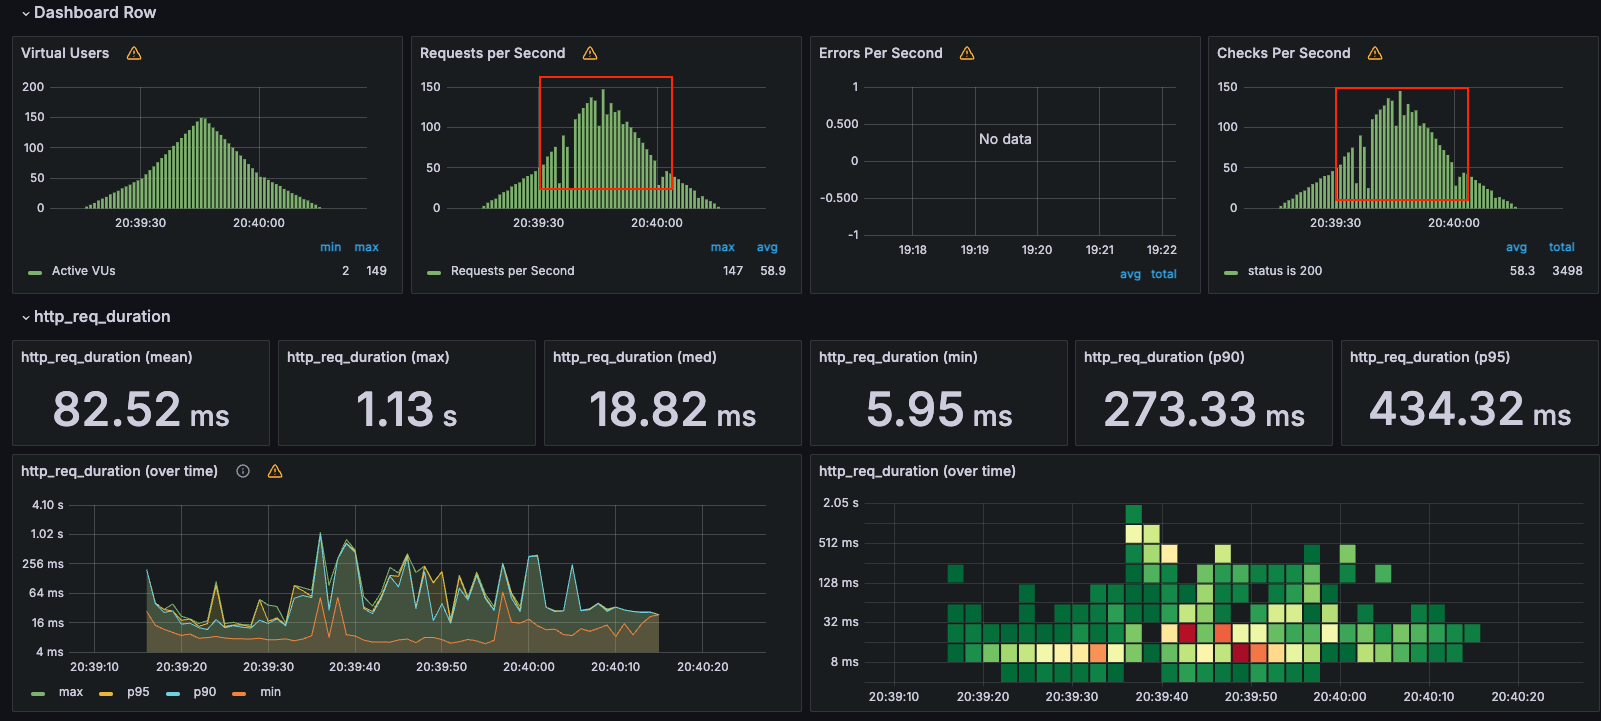 Dashboard Row
Virtual Users
200
150
100
50
0
20:39:30 20:40:00
min max
Active VUs 2 149
Requests per Second
150
100
50
0
20:39:30 20:40:00
max avg
Requests per Second 147 58.9
Errors Per Second
1
0.500
0
-0.500
-1
No data
19:18 19:19 19:20 19:21 19:22
avg total
Checks Per Second
150
100
50
0
20:39:30 20:40:00
avg total
status is 200 58.3 3498
http_req_duration
http_req_duration (mean)
82.52 ms
http_req_duration (max)
1.13 s
http_req_duration (med)
18.82 ms
http_req_duration (min)
5.95 ms
http_req_duration (p90)
273.33 ms
http_req_duration (p95)
434.32 ms
http_req_duration (over time)
4.10 s
1.02 s
256 ms
64 ms
16 ms
4 ms
20:39:10 20:39:20 20:39:30 20:39:40 20:39:50 20:40:00 20:40:10 20:40:20
max p95 p90 min
http_req_duration (over time)
2.05 s
512 ms
128 ms
32 ms
8 ms
20:39:10 20:39:20 20:39:30 20:39:40 20:39:50 20:40:00 20:40:10 20:40:20